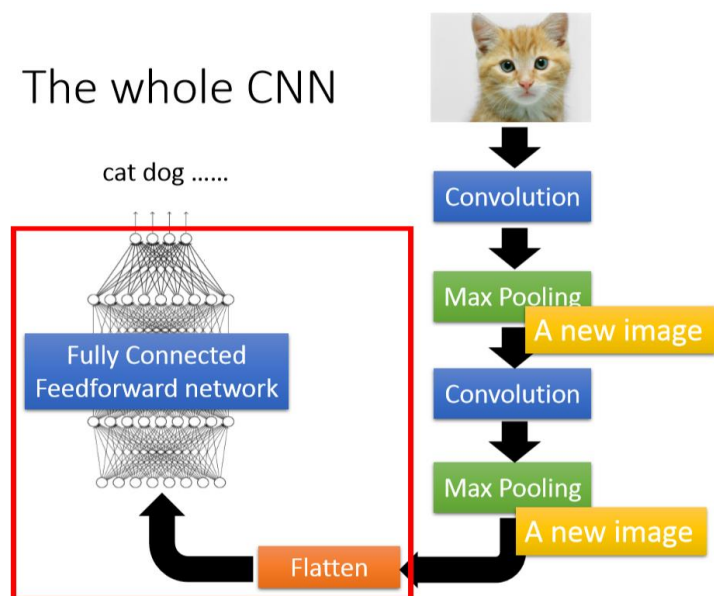 The whole CNN
cat dog ......
Convolution
Max Pooling
A new image
Convolution
Max Pooling
A new image
Flatten
Fully Connected
Feedforward network